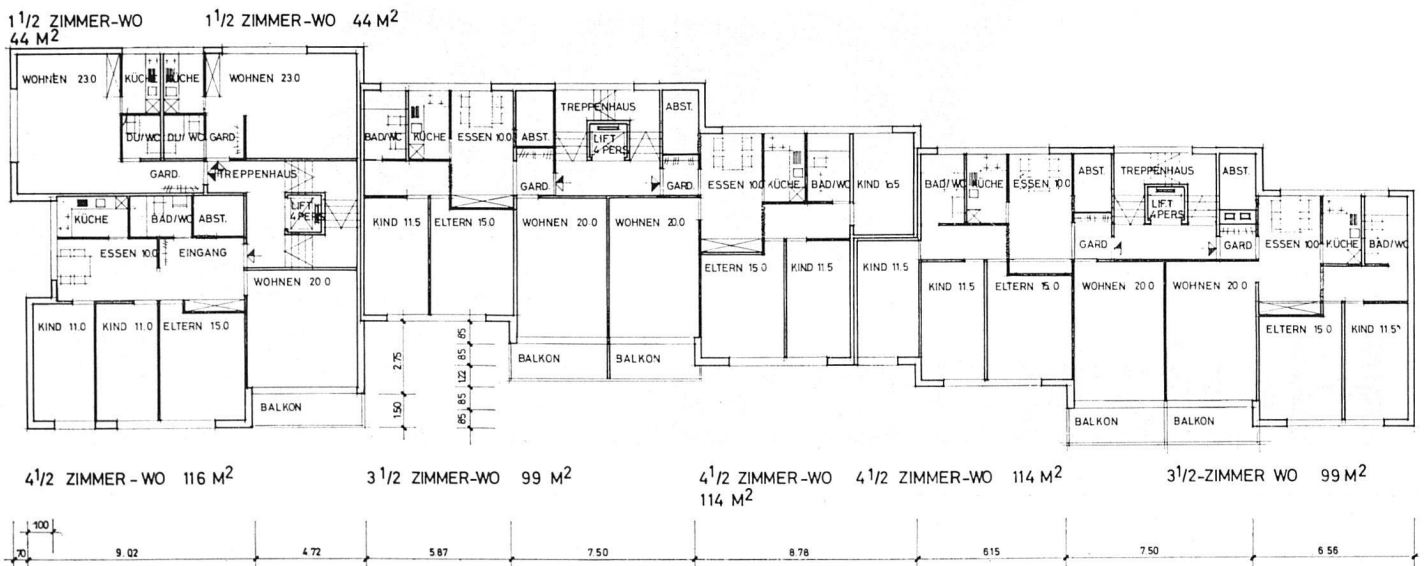 1 1/2 ZIMMER-WO 44 M²
1 1/2 ZIMMER-WO 44 M²
WOHNEN 23.0
KÜCHE
KÜCHE
WOHNEN 23.0
DU/WC
DU/WC
GARD.
GARD.
TREPPENHAUS
LIFT
4 PERS
KÜCHE
BAD/WC
ABST.
ESSEN 10.0
EINGANG
WOHNEN 20.0
KIND 11.0
KIND 11.0
ELTERN 15.0
BALKON
BAD/WC
KÜCHE
ESSEN 10.0
ABST.
TREPPENHAUS
ABST.
LIFT
4 PERS.
GARD.
GARD.
KIND 11.5
ELTERN 15.0
WOHNEN 20.0
WOHNEN 20.0
BALKON
BALKON
2.75
1.50
85
85
1.22
85
85
ESSEN 10.0
KÜCHE
BAD/WC
KIND
ELTERN 15.0
KIND 11.5
KIND 11.5
BAD/WC
KÜCHE
ESSEN 10.0
ABST.
TREPPENHAUS
ABST.
LIFT
4 PERS
GARD
GARD
KIND 11.5
ELTERN 15.0
WOHNEN 20.0
WOHNEN 20.0
BALKON
BALKON
ESSEN 10.0
KÜCHE
BAD/WC
ELTERN 15.0
KIND 11.5
4 1/2 ZIMMER-WO 116 M²
3 1/2 ZIMMER-WO 99 M²
4 1/2 ZIMMER-WO
114 M²
4 1/2 ZIMMER-WO 114 M²
3 1/2-ZIMMER WO 99 M²
100
70
9.02
4.72
5.87
7.50
8.78
6.15
7.50
6.56